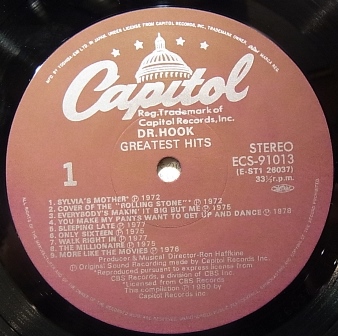 Capitol
Reg. Trademark of
Capitol Records, Inc.
DR. HOOK
GREATEST HITS
1
STEREO
ECS-91013
(E-ST1 26037)
33⅓ r.p.m.
1. SYLVIA'S MOTHER ℗ 1972
2. COVER OF THE "ROLLING STONE"* ℗ 1972
3. EVERYBODY'S MAKIN' IT BIG BUT ME ℗ 1975
4. YOU MAKE MY PANTS WANT TO GET UP AND DANCE ℗ 1978
5. SLEEPING LATE ℗ 1977
6. ONLY SIXTEEN ℗ 1975
7. WALK RIGHT IN ℗ 1977
8. THE MILLIONAIRE ℗ 1975
9. MORE LIKE THE MOVIES ℗ 1976
Producer & Musical Director-Ron Haffkine
℗ Original Sound Recording made by Capitol Records, Inc.
*Reproduced pursuant to express license from
CBS Records, a division of CBS Inc.
Licensed from CBS Records
This compilation ℗ 1980 by
Capitol Records Inc